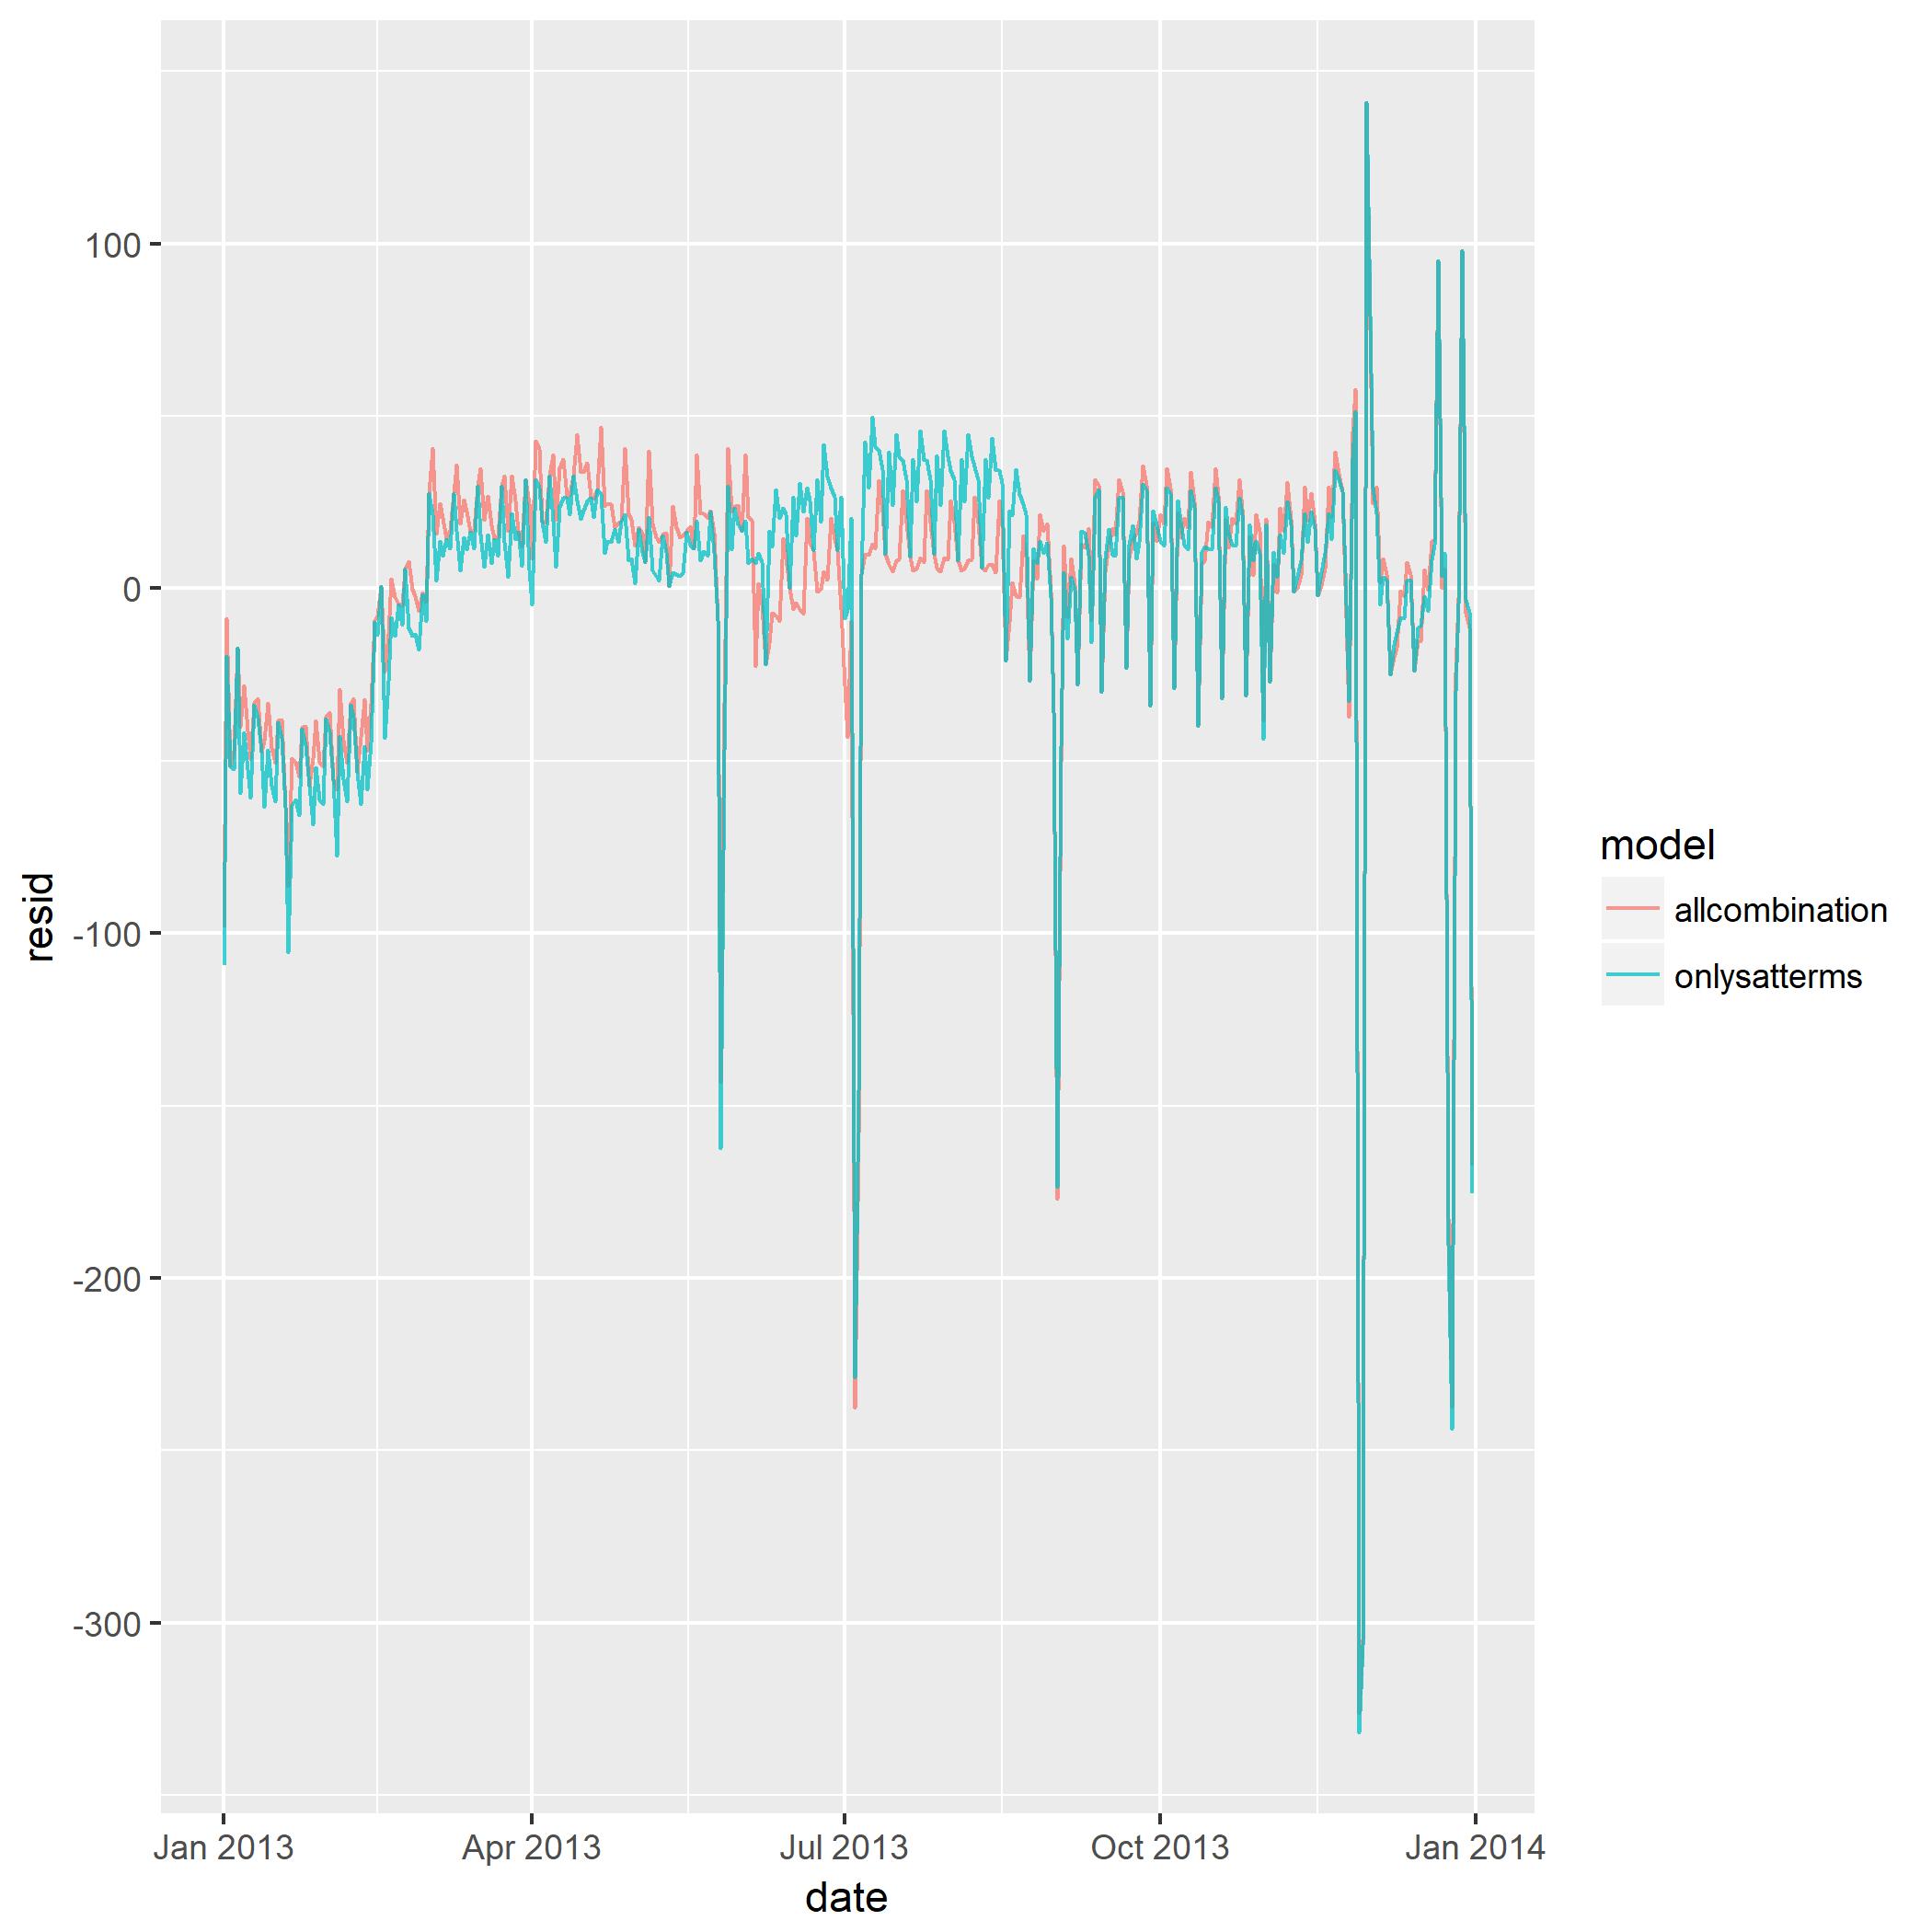 100
0
-100
-200
-300
resid
Jan 2013
Apr 2013
Jul 2013
Oct 2013
Jan 2014
date
model
allcombination
onlysatterms